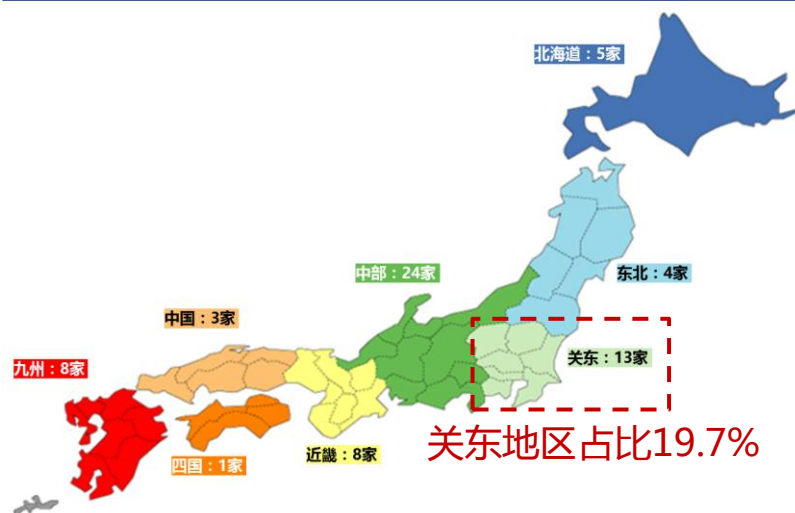 北海道：5家
中部：24家
东北：4家
中国：3家
关东：13家
九州：8家
关东地区占比19.7%
近畿：8家
四国：1家